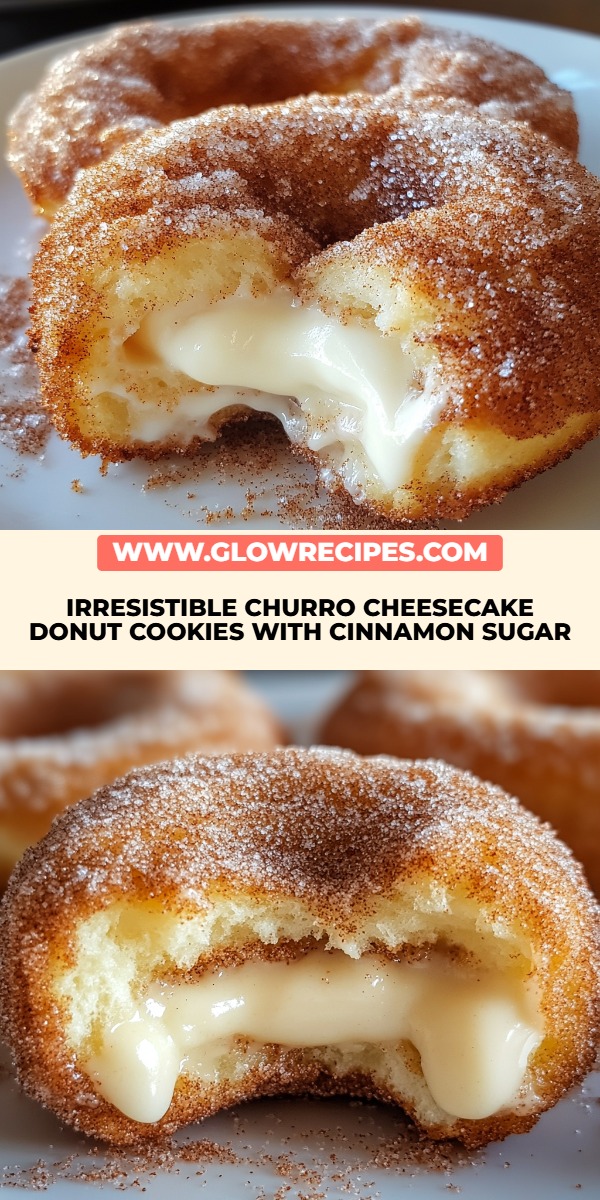 WWW.GLOWRECIPES.COM
IRRESISTIBLE CHURRO CHEESECAKE
DONUT COOKIES WITH CINNAMON SUGAR